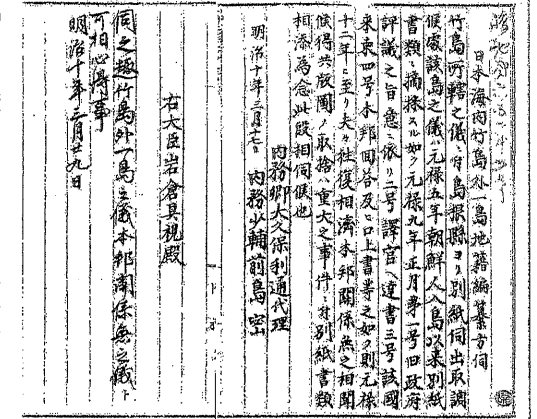 日本海内竹島外一島地籍編纂方伺
竹島所轄之儀ニ付島根縣ヨリ別紙伺出取調
候處該島之儀ハ元禄五年朝鮮人入島以来別紙
書類ニ摘採スル如ク元禄九年正月第一号旧政府
評議之旨意ニ依リ二号譯官ヘ達書三号該國
来柬四号本邦回答及ヒ口上書等之如ク則元禄
十二年ニ至リ夫々往復相濟本邦關係無之相聞
候得共版圖ノ取捨ハ重大之事件ニ付別紙書類
相添為念此段相伺候也
明治十年三月十七日
内務卿大久保利通代理
内務少輔前島密
右大臣岩倉具視殿
伺之趣竹島外一島之儀本邦関係無之儀ト
可相心得事
明治十年三月廿九日